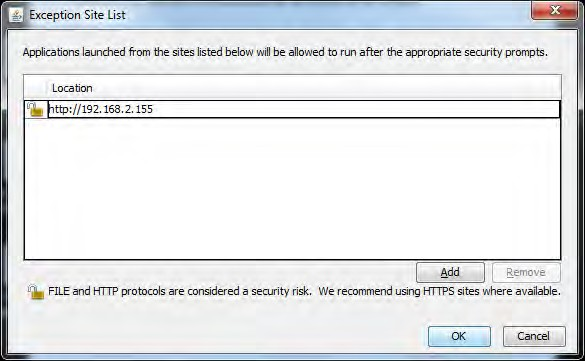 Exception Site List
Applications launched from the sites listed below will be allowed to run after the appropriate security prompts.
Location
http://192.168.2.155
Add
Remove
FILE and HTTP protocols are considered a security risk. We recommend using HTTPS sites where available.
OK
Cancel